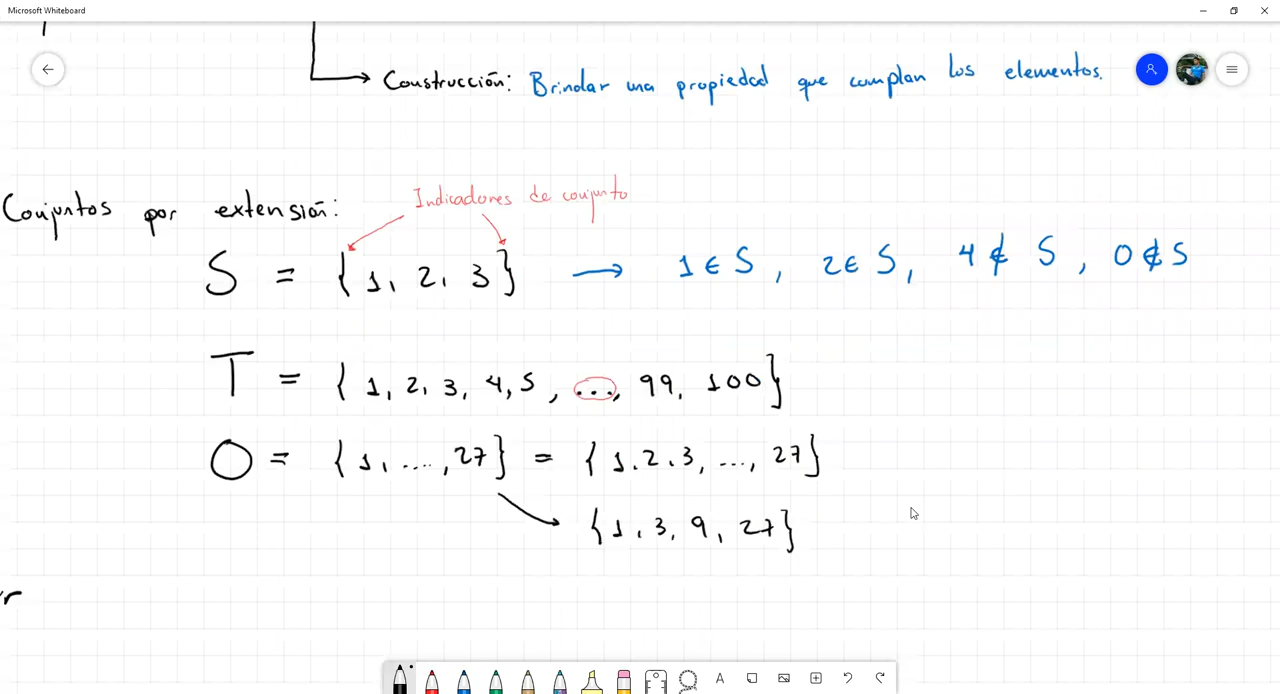 Microsoft Whiteboard
Construcción: Brindar una propiedad que cumplan los elementos.
Indicadores de conjunto
Conjuntos por extensión:
S = {1, 2, 3} → 1 ∈ S, 2 ∈ S, 4 ∉ S, 0 ∉ S
T = {1, 2, 3, 4, 5, ..., 99, 100}
O = {1, ...., 27} = {1, 2, 3, ..., 27}
{1, 3, 9, 27}
r
A